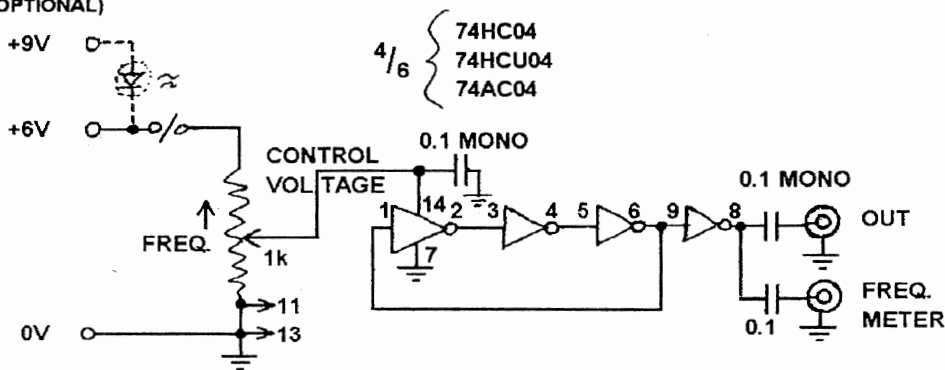 OPTIONAL)
+9V
+6V
4/6
74HC04
74HCU04
74AC04
0.1 MONO
CONTROL
VOLTAGE
14
1
2
3
4
5
6
9
8
7
0.1 MONO
OUT
FREQ.
1k
11
13
0V
0.1
FREQ.
METER